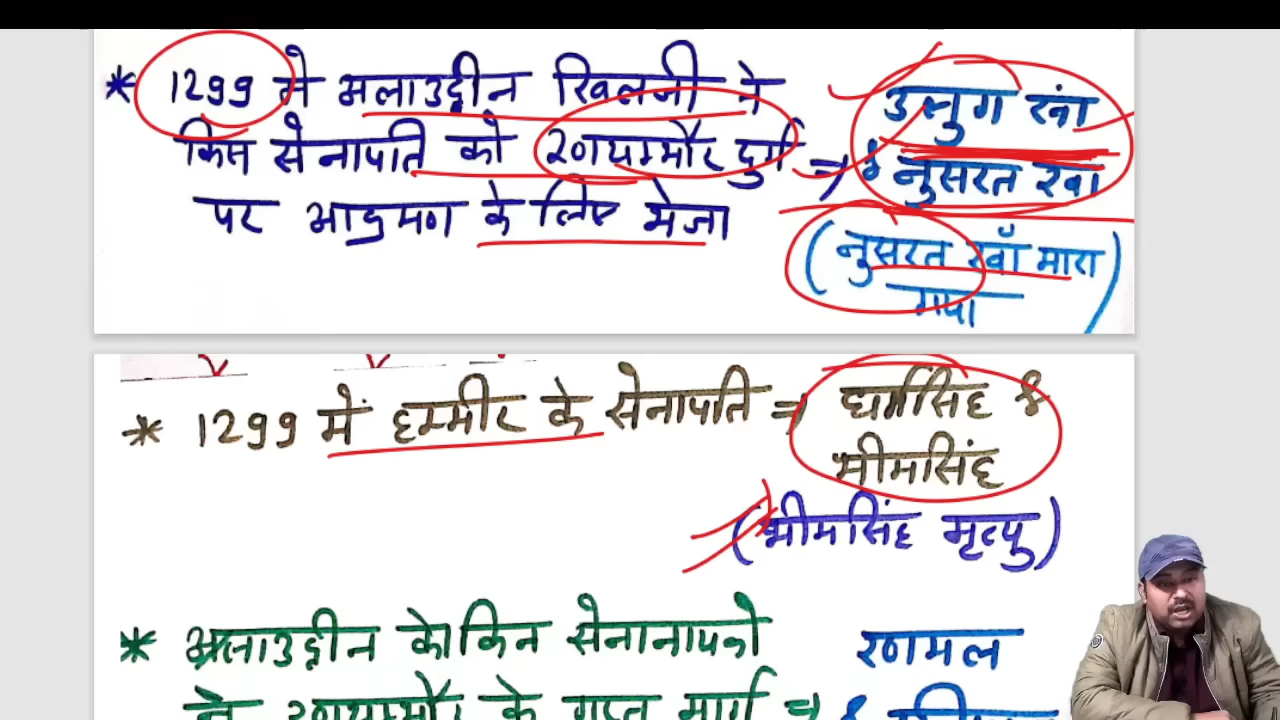 * 1299 में अलाउद्दीन खिलजी ने
किस सेनापति को रणथम्भौर दुर्ग
पर आक्रमण के लिए भेजा
⇒ उलुग खां
& नुसरत खां
(नुसरत खाँ मारा
गया)
* 1299 में हम्मीर के सेनापति ⇒ धर्मसिंह &
भीमसिंह
(भीमसिंह मृत्यु)
* अलाउद्दीन को किन सेनानायको
ने रणथम्भौर के गुप्त मार्ग ⇒
रणमल
&